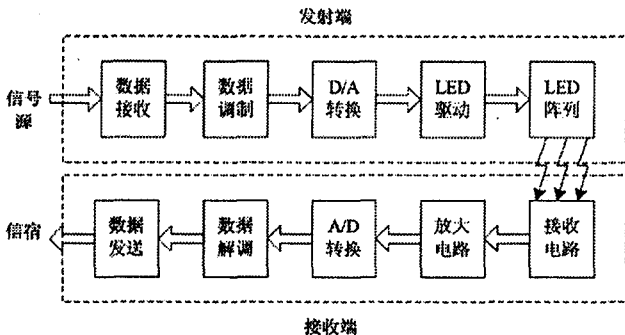 发射端
信号
源
数据
接收
数据
调制
D/A
转换
LED
驱动
LED
阵列
信宿
数据
发送
数据
解调
A/D
转换
放大
电路
接收
电路
接收端